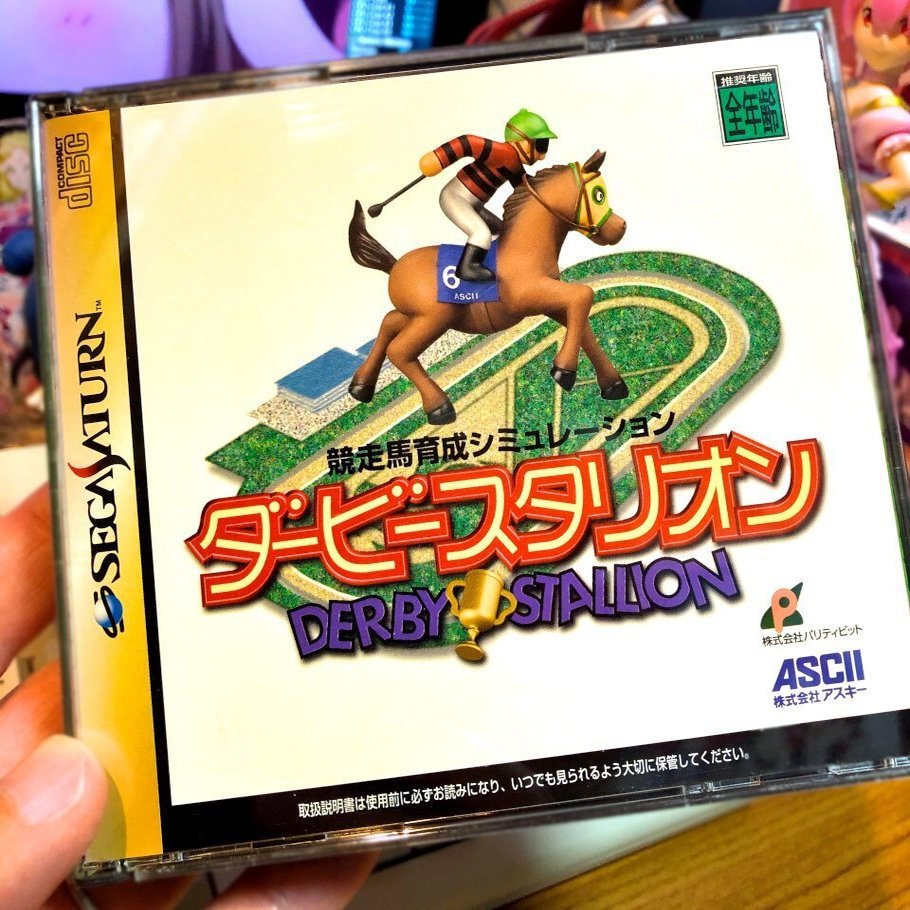 COMPACT
disc
SEGA SATURN™
推奨年齢
全年齢
6
ASCII
競走馬育成シミュレーション
ダービースタリオン
DERBY STALLION
株式会社パリティビット
ASCII
株式会社アスキー
取扱説明書は使用前に必ずお読みになり、いつでも見られるよう大切に保管してください。